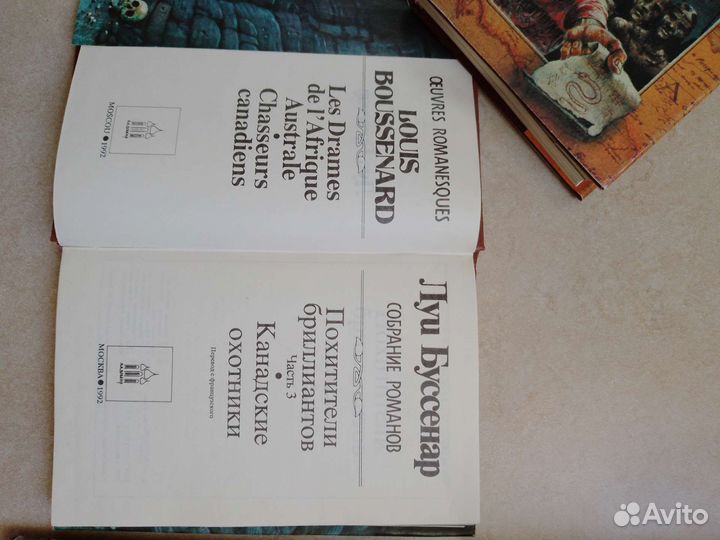 ŒUVRES ROMANESQUES
LOUIS
BOUSSENARD
Les Drames
de l'Afrique
Australe
Chasseurs
canadiens
MOSCOU ● 1992
Луи Буссенар
СОБРАНИЕ РОМАНОВ
Похитители
бриллиантов
Часть 3
●
Канадские
охотники
Перевод с французского
ЛАДОМИР
МОСКВА ● 1992
Avito